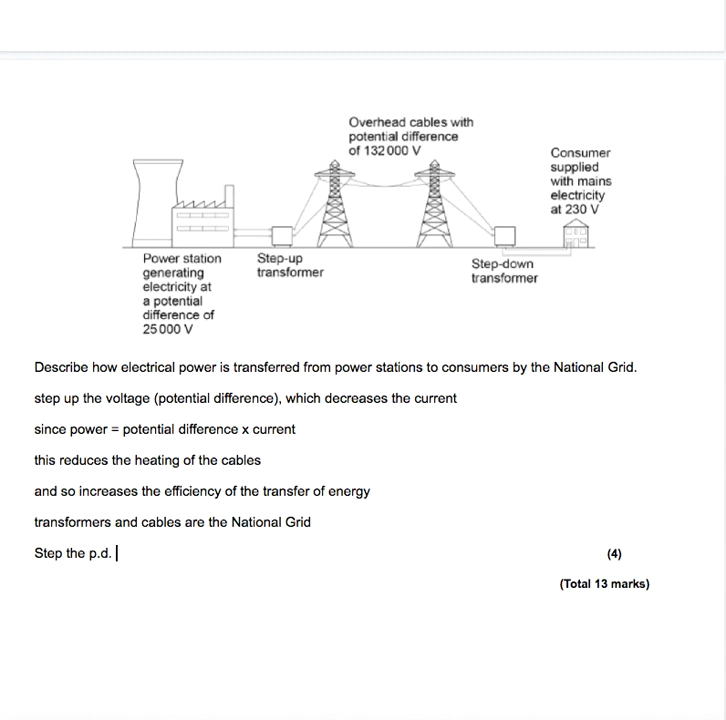 Overhead cables with
potential difference
of 132 000 V
Consumer
supplied
with mains
electricity
at 230 V
Power station
generating
electricity at
a potential
difference of
25 000 V
Step-up
transformer
Step-down
transformer
Describe how electrical power is transferred from power stations to consumers by the National Grid.
step up the voltage (potential difference), which decreases the current
since power = potential difference x current
this reduces the heating of the cables
and so increases the efficiency of the transfer of energy
transformers and cables are the National Grid
Step the p.d.
(4)
(Total 13 marks)